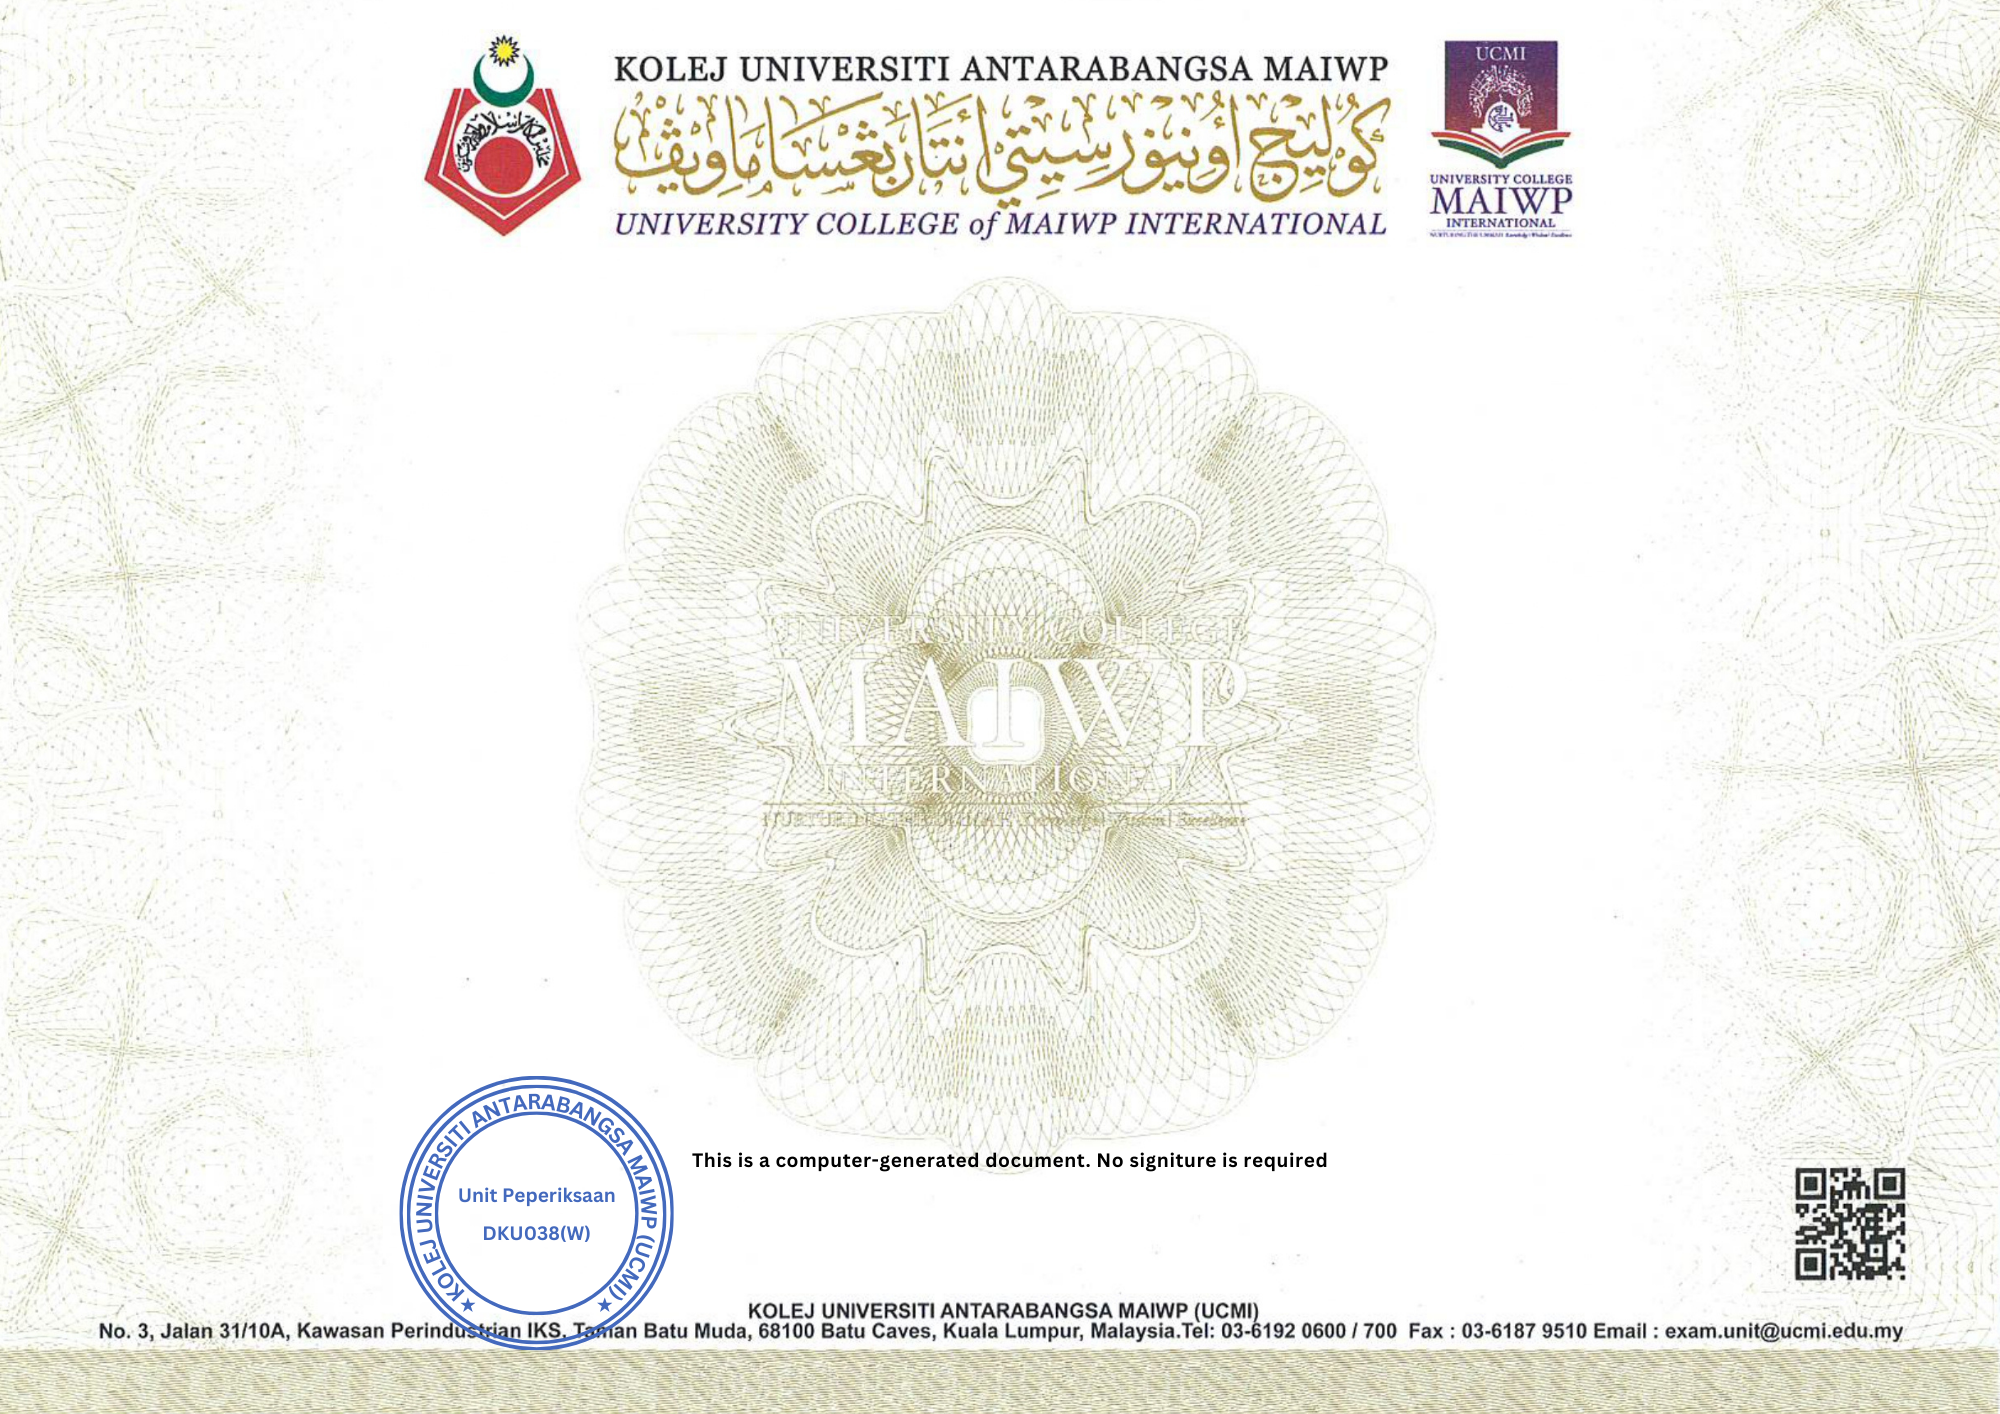 KOLEJ UNIVERSITI ANTARABANGSA MAIWP
كوليج أونيورسيتي انتارابڠسا ماويڤ
UNIVERSITY COLLEGE of MAIWP INTERNATIONAL
UCMI
UNIVERSITY COLLEGE
MAIWP
INTERNATIONAL
UNIVERSITY COLLEGE
MAIWP
INTERNATIONAL
KOLEJ UNIVERSITI ANTARABANGSA MAIWP (UCMI)
Unit Peperiksaan
DKU038(W)
This is a computer-generated document. No signiture is required
KOLEJ UNIVERSITI ANTARABANGSA MAIWP (UCMI)
No. 3, Jalan 31/10A, Kawasan Perindustrian IKS, Taman Batu Muda, 68100 Batu Caves, Kuala Lumpur, Malaysia.Tel: 03-6192 0600 / 700 Fax : 03-6187 9510 Email : exam.unit@ucmi.edu.my